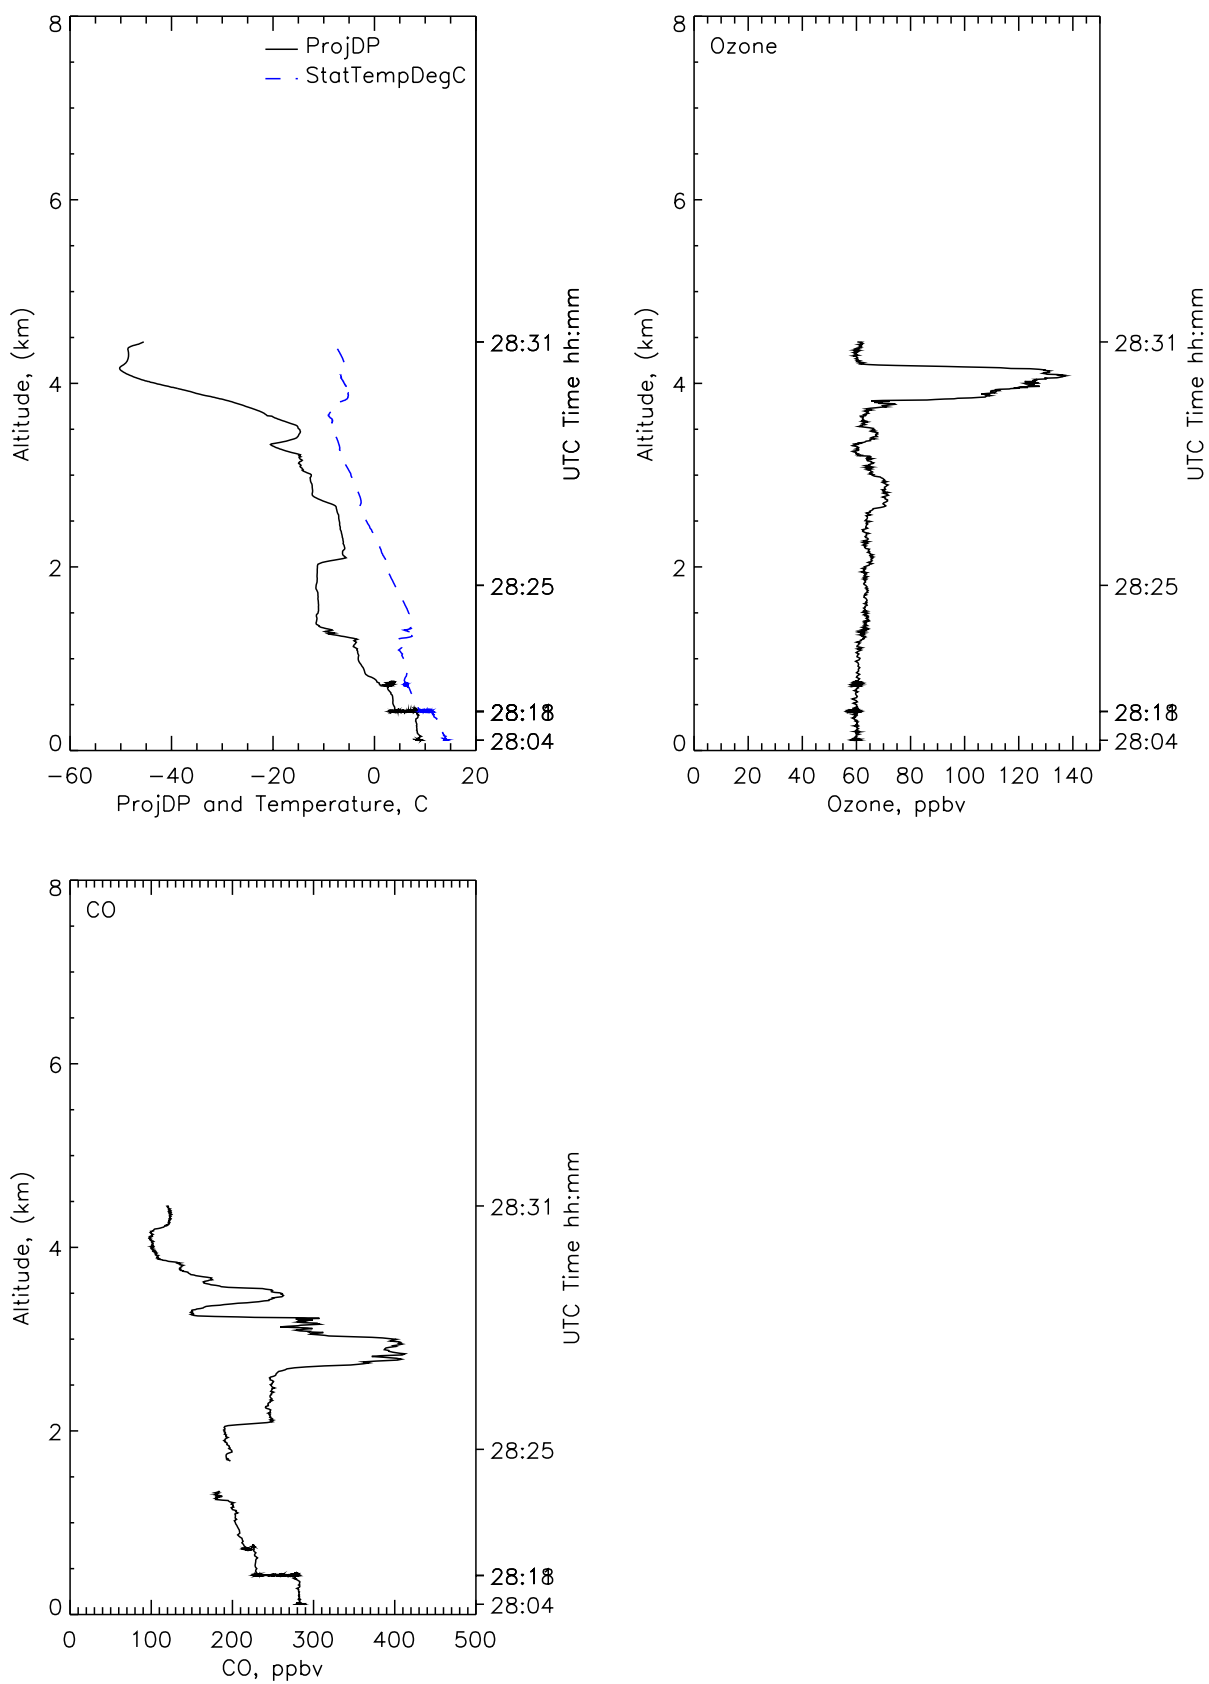 ProjDP
StatTempDegC
8
6
4
2
0
Altitude, (km)
28:31
28:25
28:18
28:04
UTC Time hh:mm
−60 −40 −20 0 20
ProjDP and Temperature, C
Ozone
8
6
4
2
0
Altitude, (km)
28:31
28:25
28:18
28:04
UTC Time hh:mm
0 20 40 60 80 100 120 140
Ozone, ppbv
CO
8
6
4
2
0
Altitude, (km)
28:31
28:25
28:18
28:04
UTC Time hh:mm
0 100 200 300 400 500
CO, ppbv